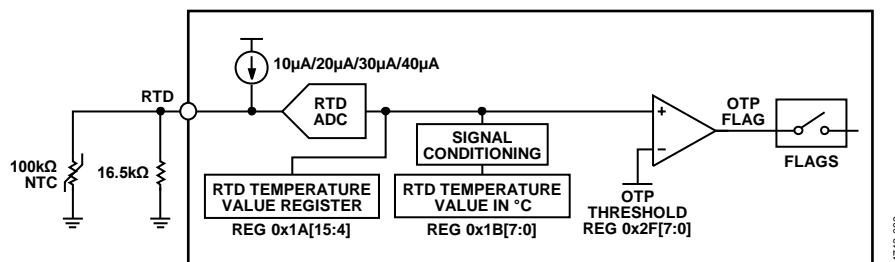 10µA/20µA/30µA/40µA
RTD
RTD
ADC
OTP
FLAG
+
−
FLAGS
SIGNAL
CONDITIONING
100kΩ
NTC
16.5kΩ
RTD TEMPERATURE
VALUE REGISTER
REG 0x1A[15:4]
RTD TEMPERATURE
VALUE IN °C
REG 0x1B[7:0]
OTP
THRESHOLD
REG 0x2F[7:0]